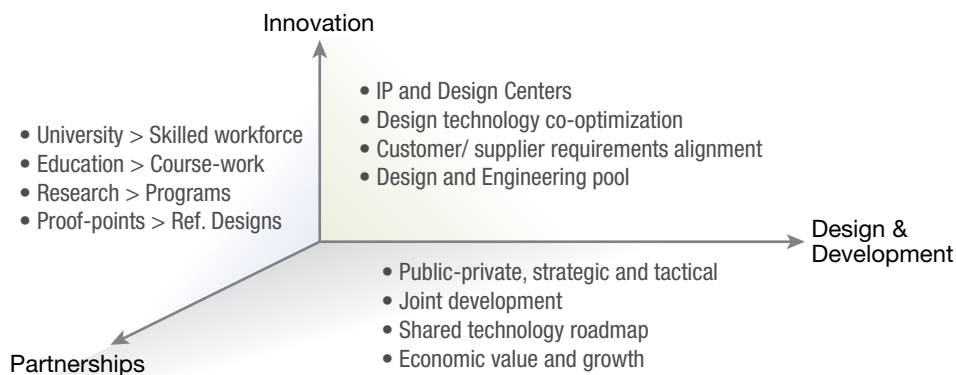 Innovation
• IP and Design Centers
• Design technology co-optimization
• Customer/ supplier requirements alignment
• Design and Engineering pool
• University > Skilled workforce
• Education > Course-work
• Research > Programs
• Proof-points > Ref. Designs
Design &
Development
• Public-private, strategic and tactical
• Joint development
• Shared technology roadmap
• Economic value and growth
Partnerships